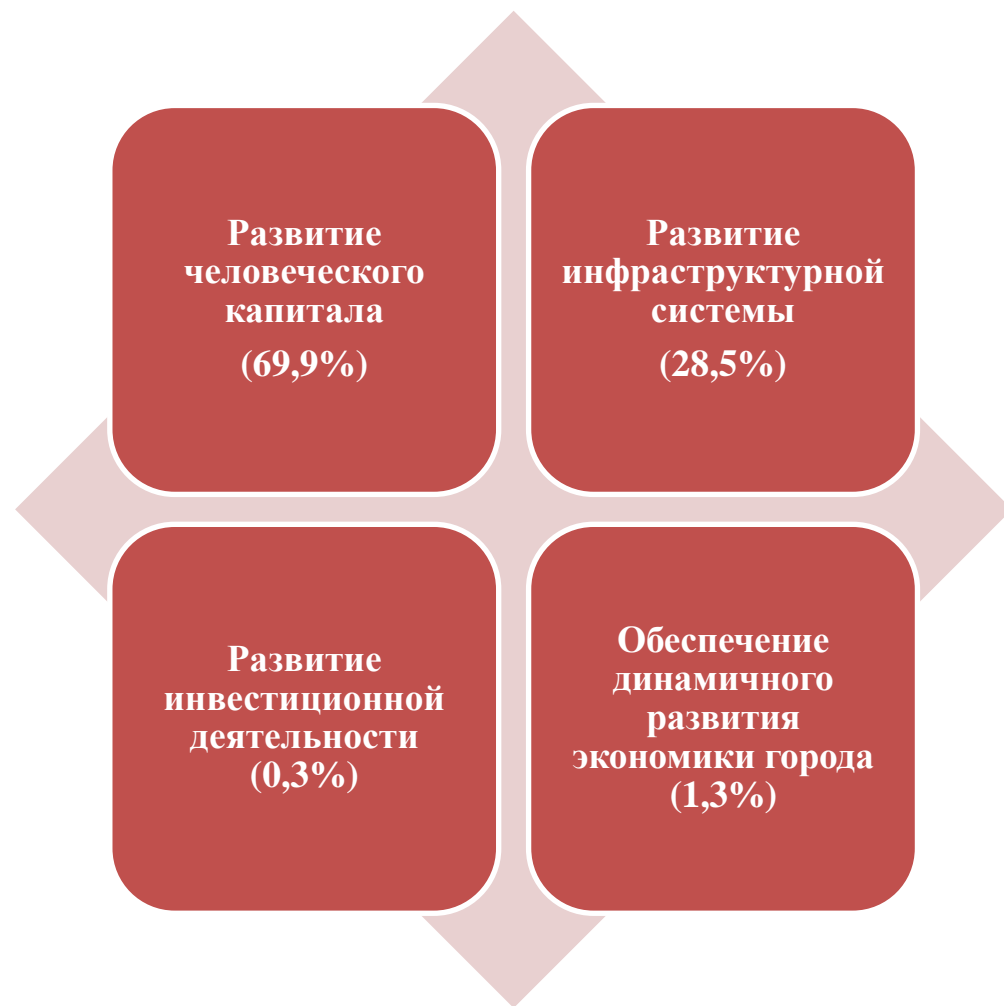 Развитие
человеческого
капитала
(69,9%)
Развитие
инфраструктурной
системы
(28,5%)
Развитие
инвестиционной
деятельности
(0,3%)
Обеспечение
динамичного
развития
экономики города
(1,3%)